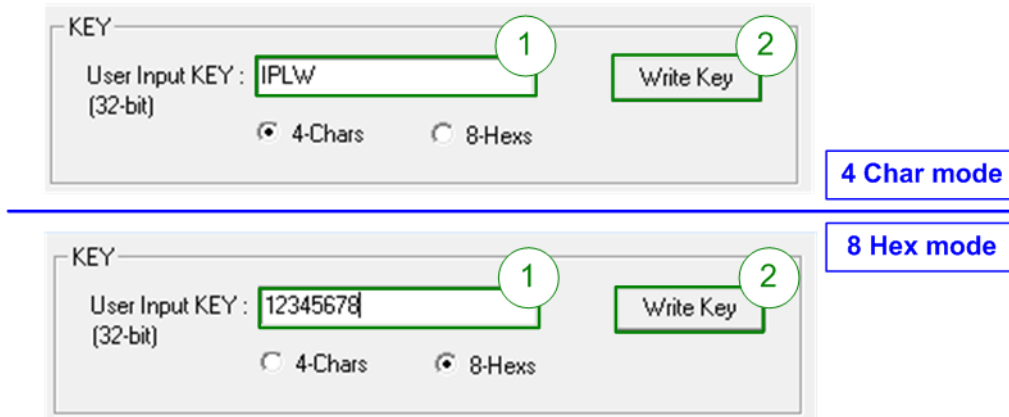 KEY
1
2
User Input KEY : IPLW
Write Key
(32-bit)
4-Chars
8-Hexs
4 Char mode
8 Hex mode
KEY
1
2
User Input KEY : 12345678
Write Key
(32-bit)
4-Chars
8-Hexs